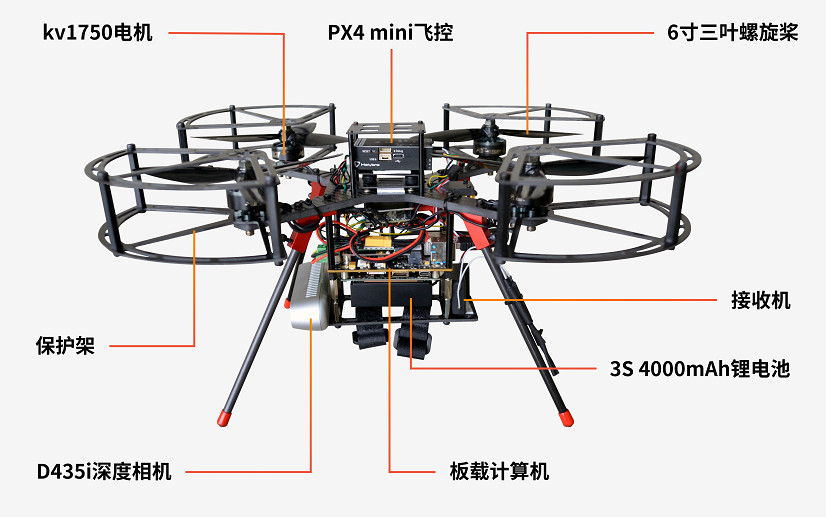 kv1750电机
PX4 mini飞控
6寸三叶螺旋桨
接收机
保护架
3S 4000mAh锂电池
D435i深度相机
板载计算机